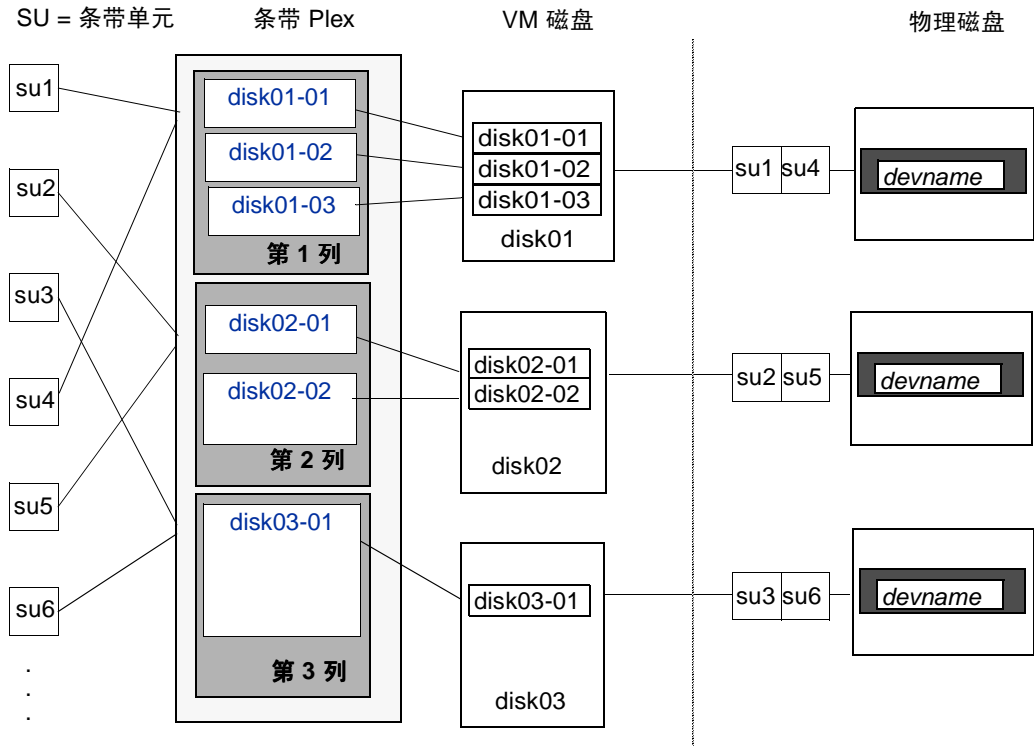 SU = 条带单元
条带 Plex
VM 磁盘
物理磁盘
su1
su2
su3
su4
su5
su6
.
.
.
disk01-01
disk01-02
disk01-03
第 1 列
disk02-01
disk02-02
第 2 列
disk03-01
第 3 列
disk01-01
disk01-02
disk01-03
disk01
disk02-01
disk02-02
disk02
disk03-01
disk03
su1 su4
devname
su2 su5
devname
su3 su6
devname